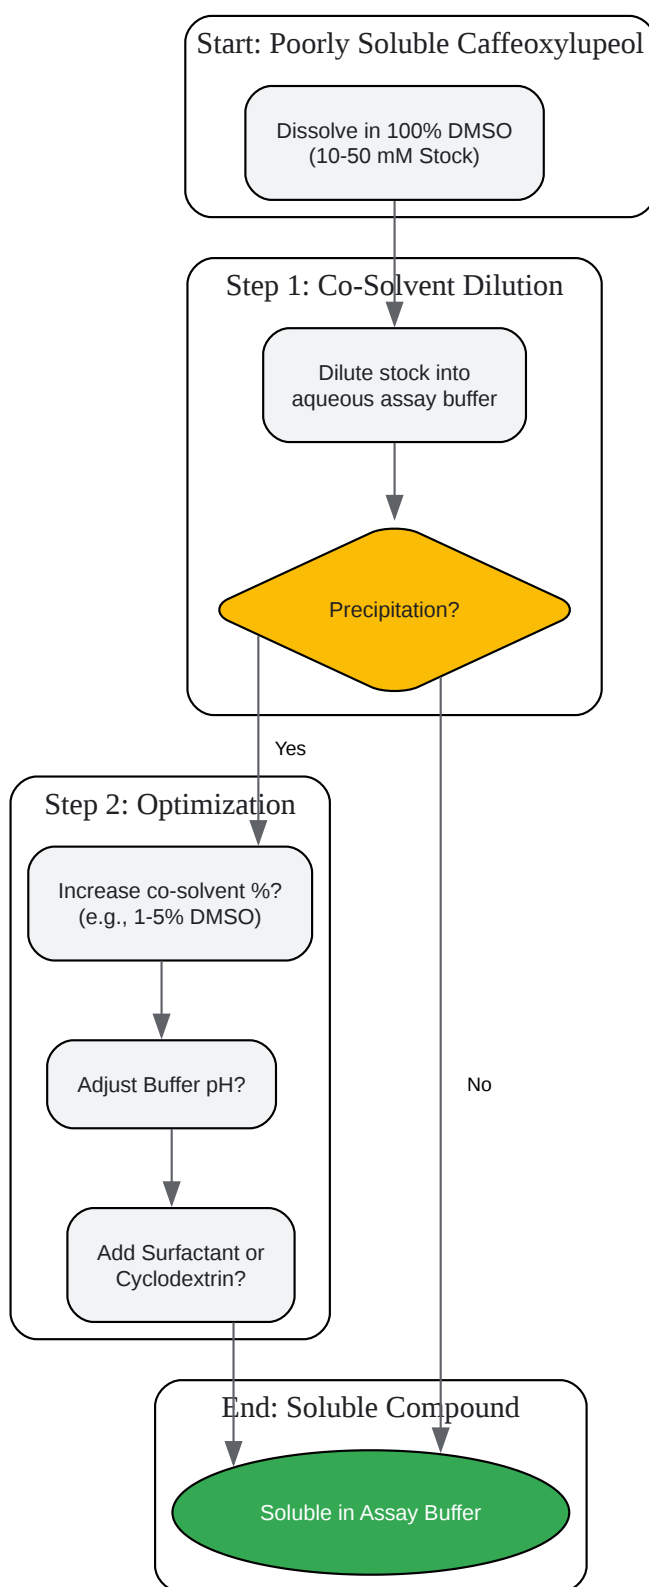 Start: Poorly Soluble Caffeoxylupeol
Dissolve in 100% DMSO
(10-50 mM Stock)
Step 1: Co-Solvent Dilution
Dilute stock into
aqueous assay buffer
Precipitation?
Yes
Step 2: Optimization
Increase co-solvent %?
(e.g., 1-5% DMSO)
Adjust Buffer pH?
No
Add Surfactant or
Cyclodextrin?
End: Soluble Compound
Soluble in Assay Buffer